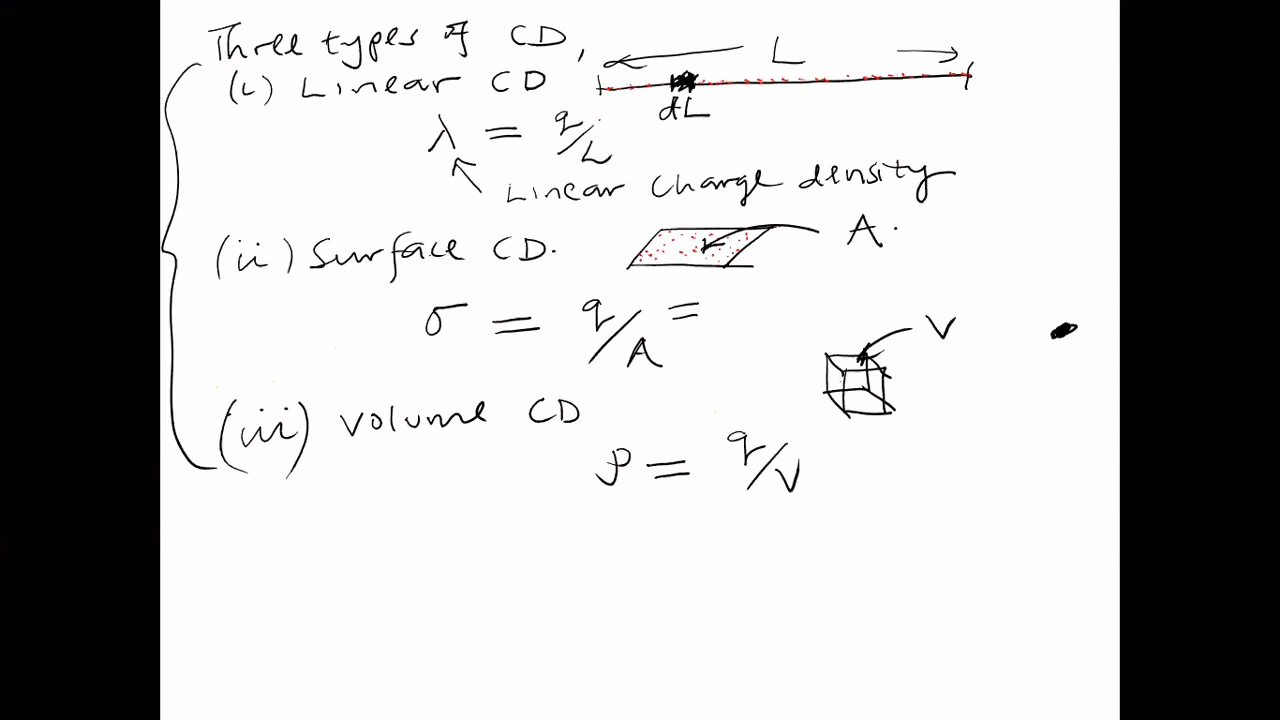 Three types of CD,
L
(i) Linear CD
dL
λ = q/L
Linear charge density
(ii) Surface CD.
A.
σ = q/A =
V
(iii) Volume CD
ρ = q/V